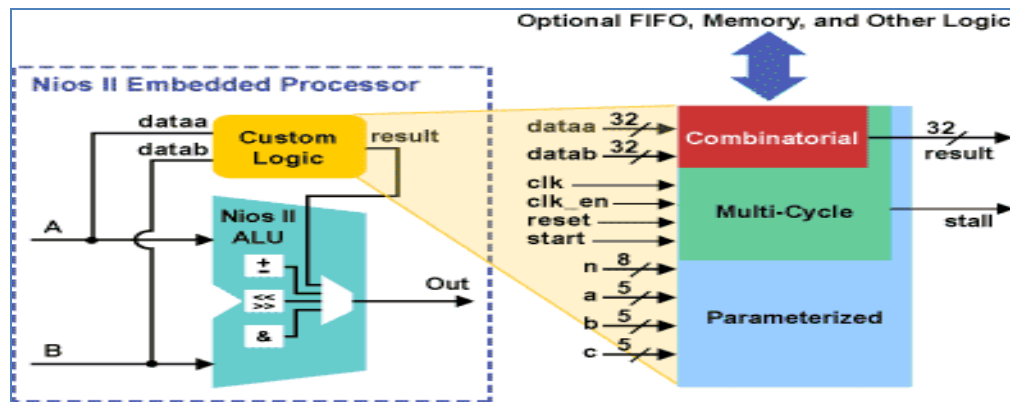 Optional FIFO, Memory, and Other Logic
Nios II Embedded Processor
dataa
datab
Custom
Logic
result
A
Nios II
ALU
+
−
<<
>>
&
Out
B
dataa 32
datab 32
clk
clk_en
reset
start
n 8
a 5
b 5
c 5
Combinatorial
Multi-Cycle
Parameterized
32
result
stall